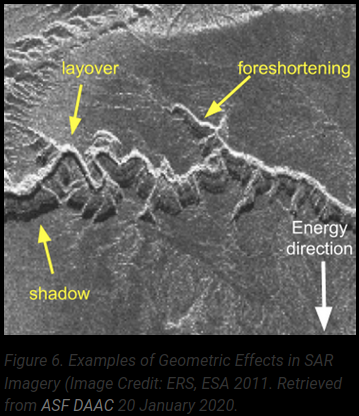 layover
foreshortening
Energy
direction
shadow
Figure 6. Examples of Geometric Effects in SAR
Imagery (Image Credit: ERS, ESA 2011. Retrieved
from ASF DAAC 20 January 2020.